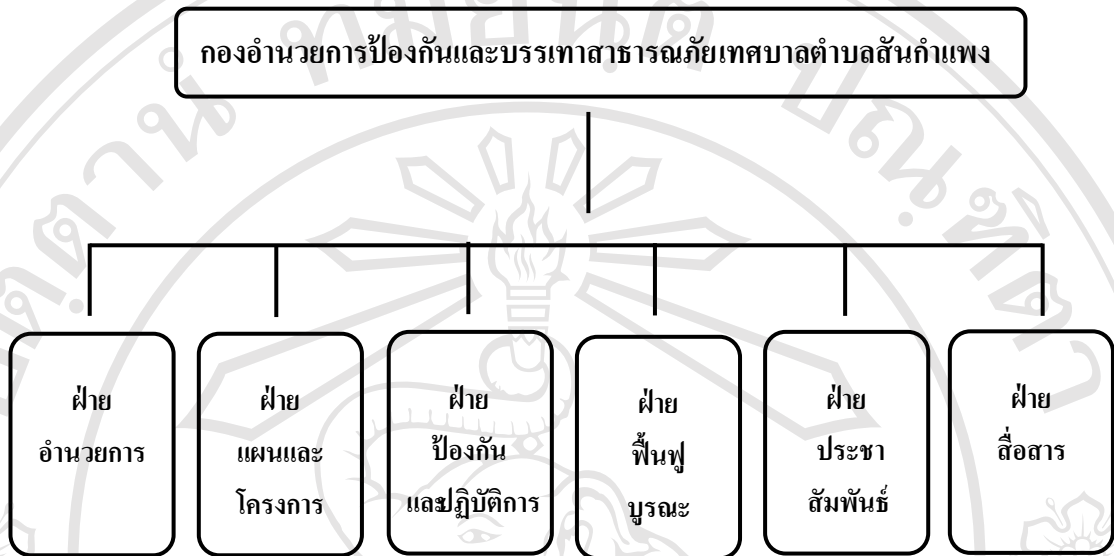 กองอำนวยการป้องกันและบรรเทาสาธารณภัยเทศบาลตำบลสันกำแพง
ฝ่าย
อำนวยการ
ฝ่าย
แผนและ
โครงการ
ฝ่าย
ป้องกัน
และปฏิบัติการ
ฝ่าย
ฟื้นฟู
บูรณะ
ฝ่าย
ประชา
สัมพันธ์
ฝ่าย
สื่อสาร